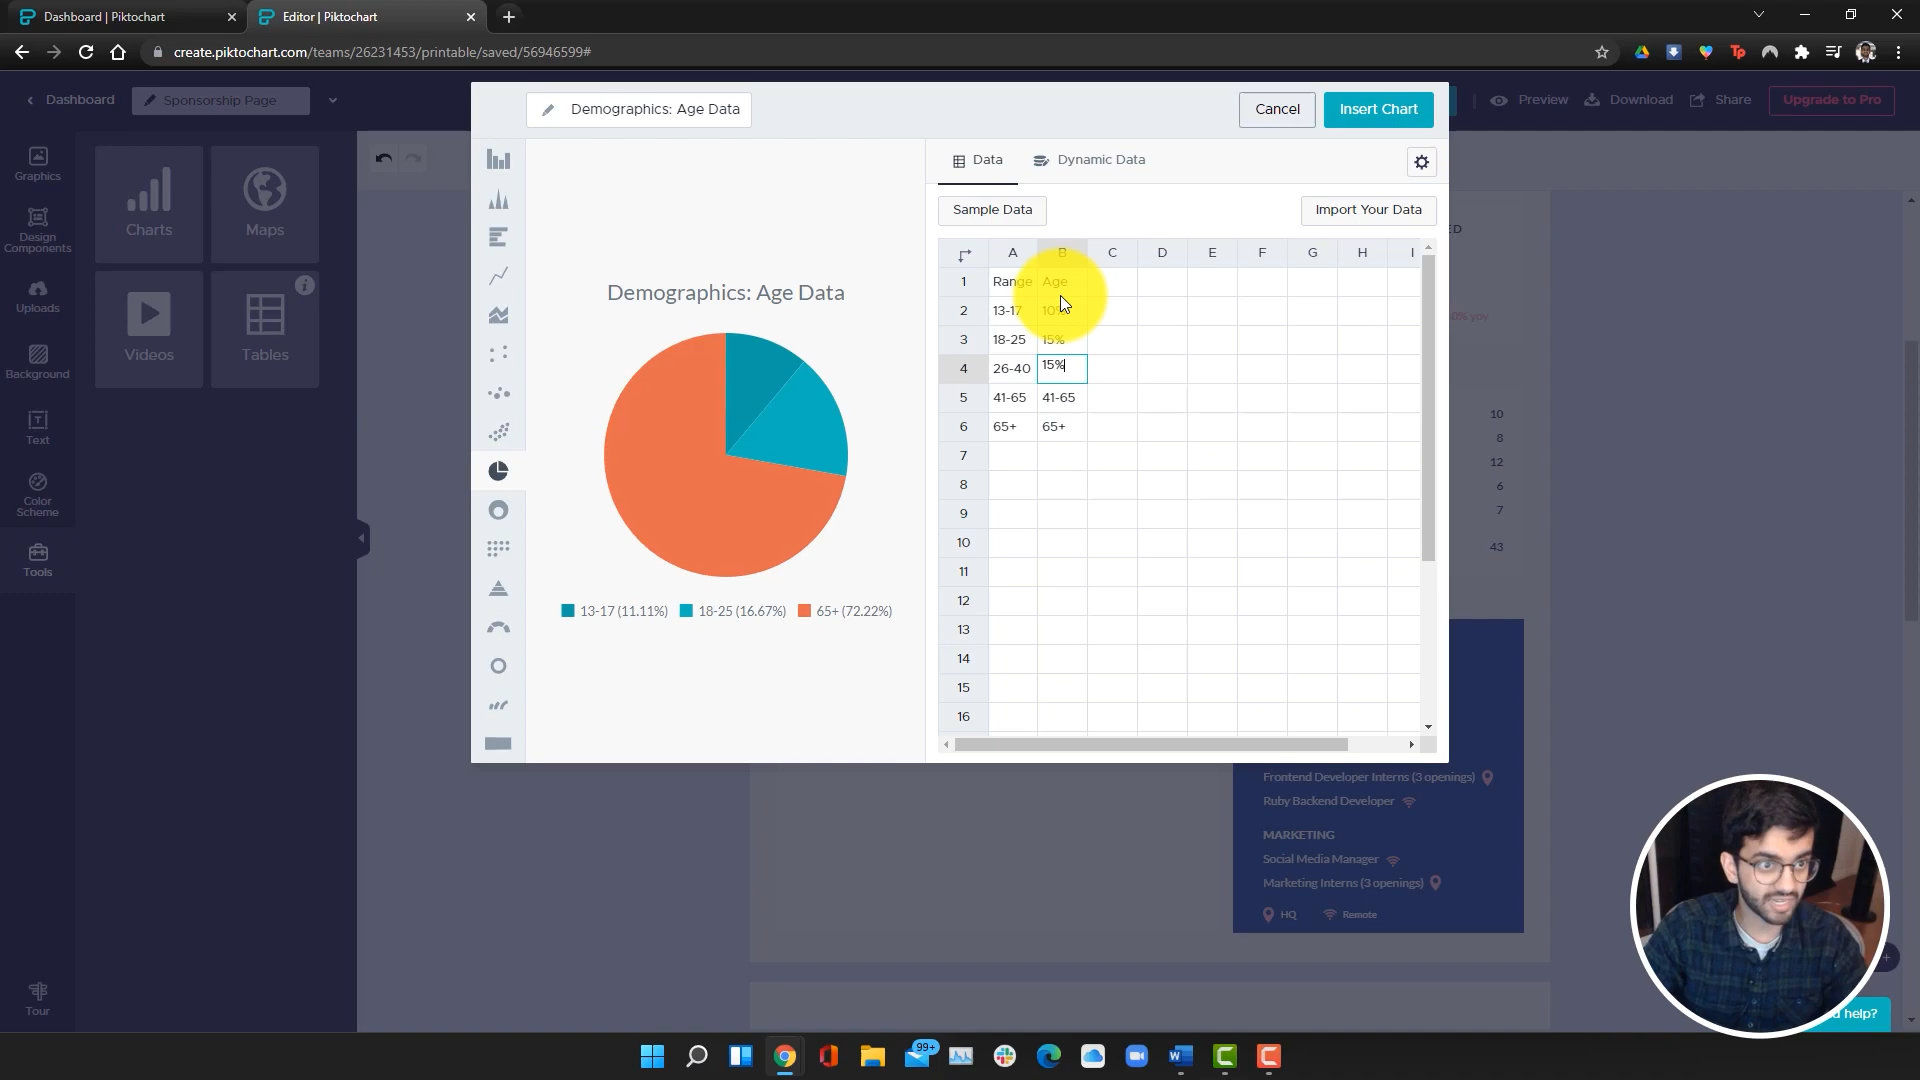 Dashboard | Piktochart
Editor | Piktochart
create.piktochart.com/teams/26231453/printable/saved/56946599#
Dashboard
Sponsorship Page
Preview
Download
Share
Upgrade to Pro
Graphics
Design
Components
Uploads
Background
Text
Color
Scheme
Tools
Tour
Charts
Maps
Videos
Tables
Demographics: Age Data
Cancel
Insert Chart
Data
Dynamic Data
Sample Data
Import Your Data
Demographics: Age Data
13-17 (11.11%) 18-25 (16.67%) 65+ (72.22%)
A B C D E F G H I
1 Range Age
2 13-17 10%
3 18-25 15%
4 26-40 15%
5 41-65 41-65
6 65+ 65+
7
8
9
10
11
12
13
14
15
16
ED
0% yoy
10
8
12
6
7
43
Frontend Developer Interns (3 openings)
Ruby Backend Developer
MARKETING
Social Media Manager
Marketing Interns (3 openings)
HQ Remote
help?
99+
Tp